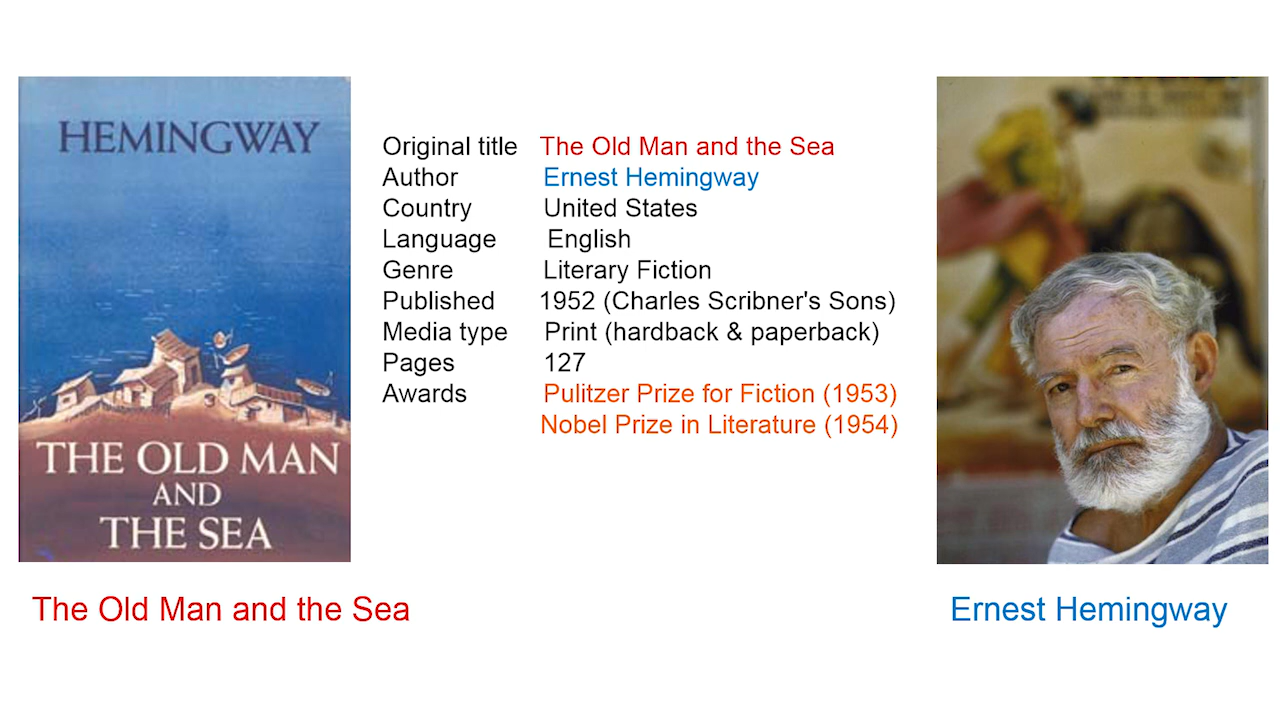 HEMINGWAY
THE OLD MAN
AND
THE SEA
The Old Man and the Sea
Original title The Old Man and the Sea
Author Ernest Hemingway
Country United States
Language English
Genre Literary Fiction
Published 1952 (Charles Scribner's Sons)
Media type Print (hardback & paperback)
Pages 127
Awards Pulitzer Prize for Fiction (1953)
Nobel Prize in Literature (1954)
Ernest Hemingway